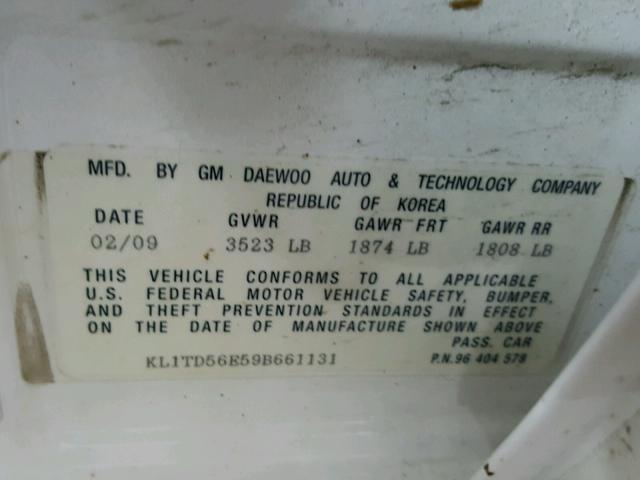 MFD. BY GM DAEWOO AUTO & TECHNOLOGY COMPANY
REPUBLIC OF KOREA
DATE GVWR GAWR FRT GAWR RR
02/09 3523 LB 1874 LB 1808 LB
THIS VEHICLE CONFORMS TO ALL APPLICABLE
U.S. FEDERAL MOTOR VEHICLE SAFETY, BUMPER,
AND THEFT PREVENTION STANDARDS IN EFFECT
ON THE DATE OF MANUFACTURE SHOWN ABOVE
PASS. CAR
KL1TD56E59B661131 P.N. 96 404 578